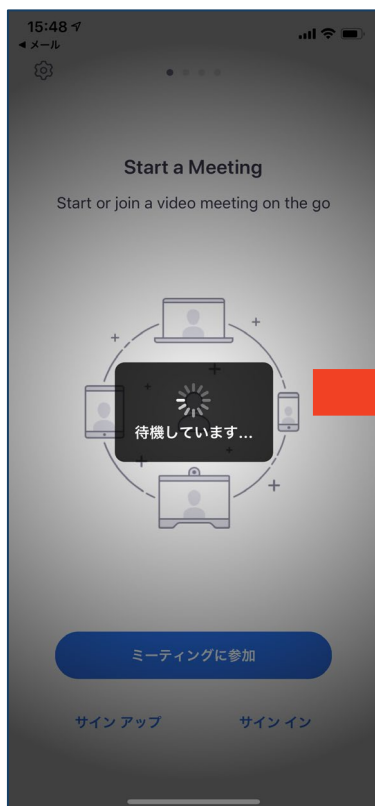 15:48
◀ メール
Start a Meeting
Start or join a video meeting on the go
待機しています...
ミーティングに参加
サイン アップ
サイン イン